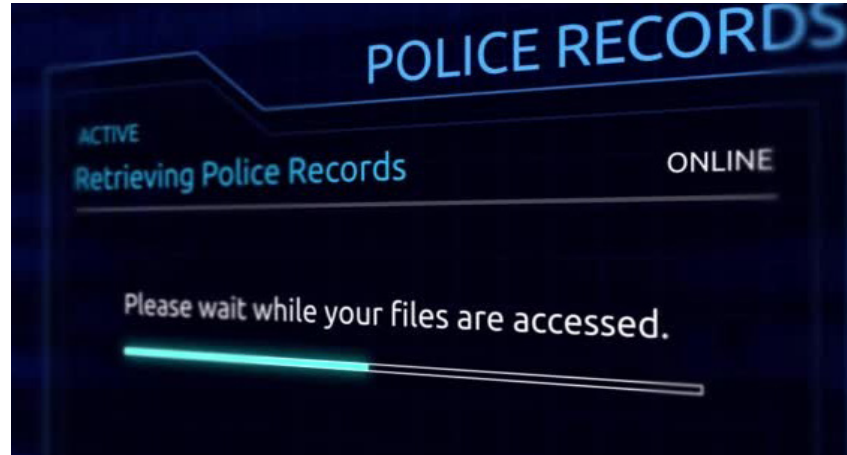 POLICE RECORDS
ACTIVE
Retrieving Police Records
ONLINE
Please wait while your files are accessed.